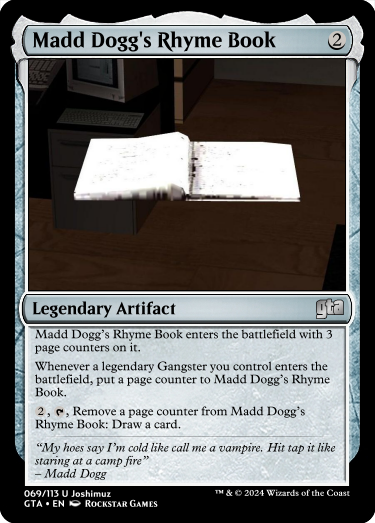 Madd Dogg's Rhyme Book 2
Legendary Artifact gta
Madd Dogg's Rhyme Book enters the battlefield with 3
page counters on it.
Whenever a legendary Gangster you control enters the
battlefield, put a page counter to Madd Dogg's Rhyme
Book.
2 , , Remove a page counter from Madd Dogg's
Rhyme Book: Draw a card.
"My hoes say I'm cold like call me a vampire. Hit tap it like
staring at a camp fire"
– Madd Dogg
069/113 U Joshimuz
GTA • EN Rockstar Games
™ & © 2024 Wizards of the Coast